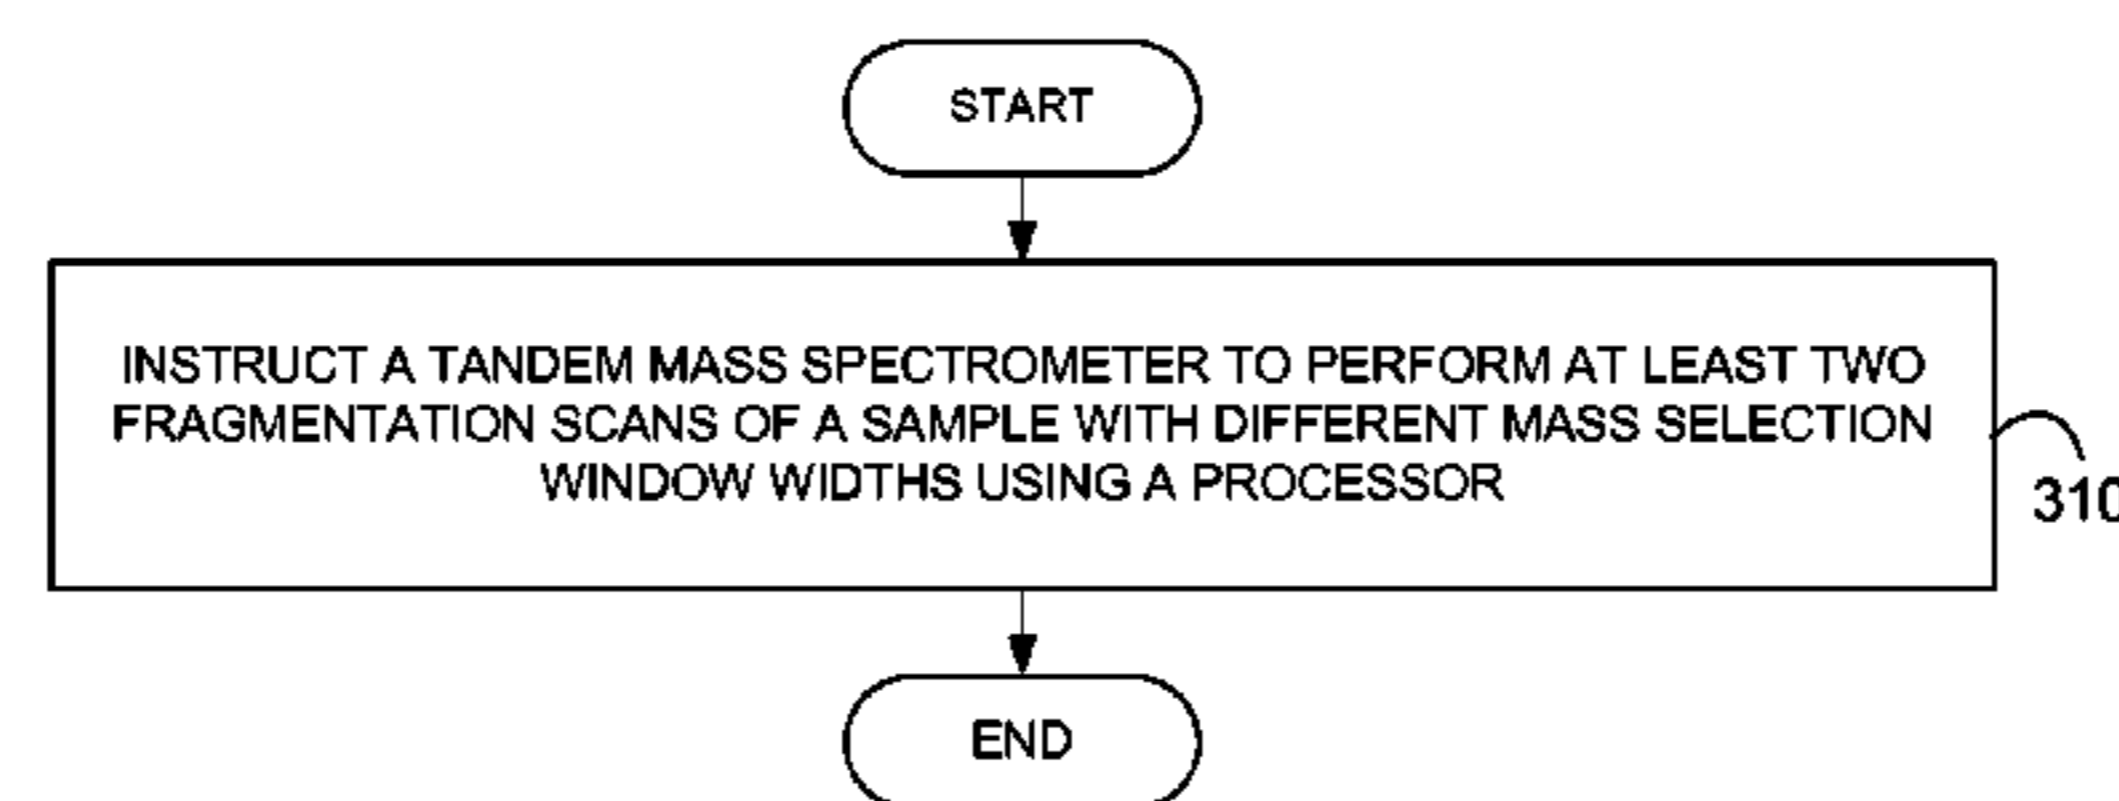 START
INSTRUCT A TANDEM MASS SPECTROMETER TO PERFORM AT LEAST TWO
FRAGMENTATION SCANS OF A SAMPLE WITH DIFFERENT MASS SELECTION
WINDOW WIDTHS USING A PROCESSOR
310
END